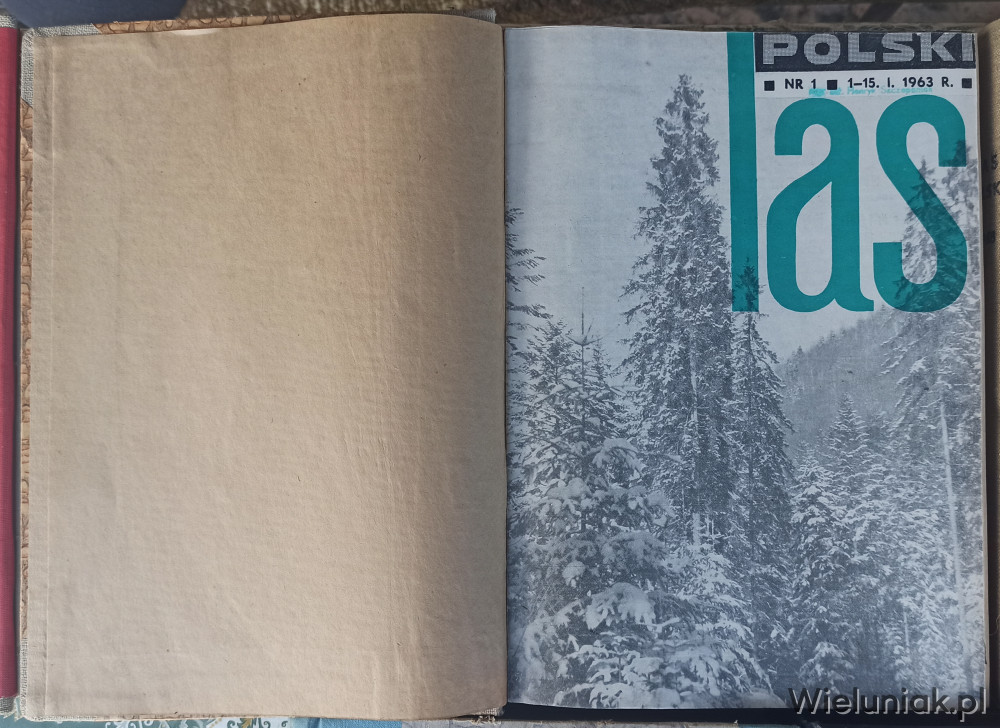 POLSKI
■ NR 1 ■ 1–15. I. 1963 R. ■
las
Wieluniak.pl